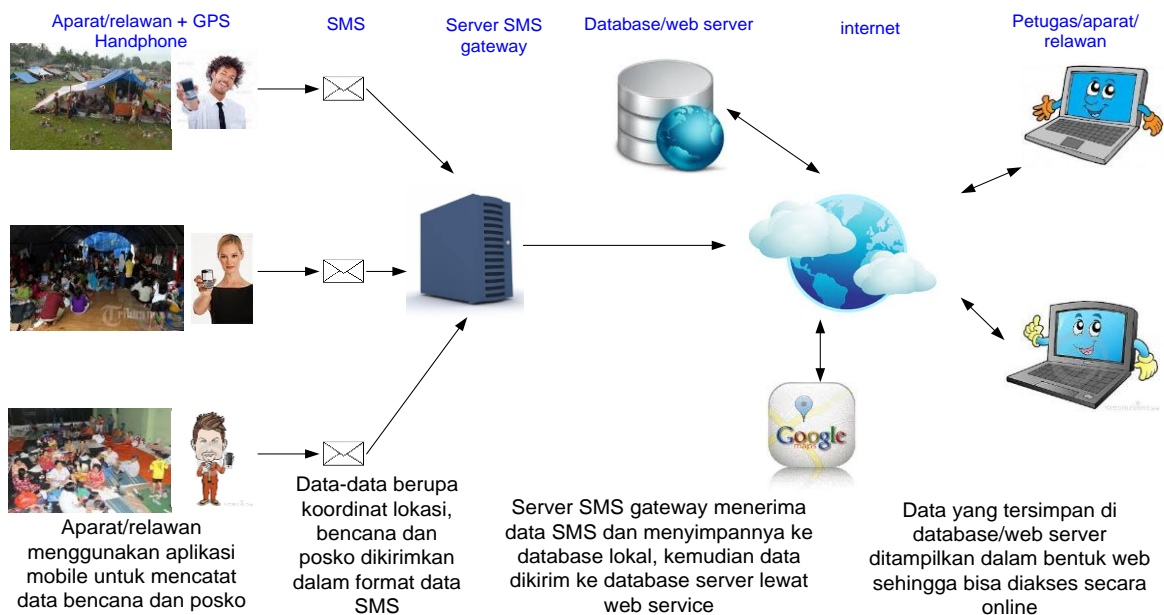 Aparat/relawan + GPS
Handphone
SMS
Server SMS
gateway
Database/web server
internet
Petugas/aparat/
relawan
Google
maps
Aparat/relawan
menggunakan aplikasi
mobile untuk mencatat
data bencana dan posko
Data-data berupa
koordinat lokasi,
bencana dan
posko dikirimkan
dalam format data
SMS
Server SMS gateway menerima
data SMS dan menyimpannya ke
database lokal, kemudian data
dikirim ke database server lewat
web service
Data yang tersimpan di
database/web server
ditampilkan dalam bentuk web
sehingga bisa diakses secara
online